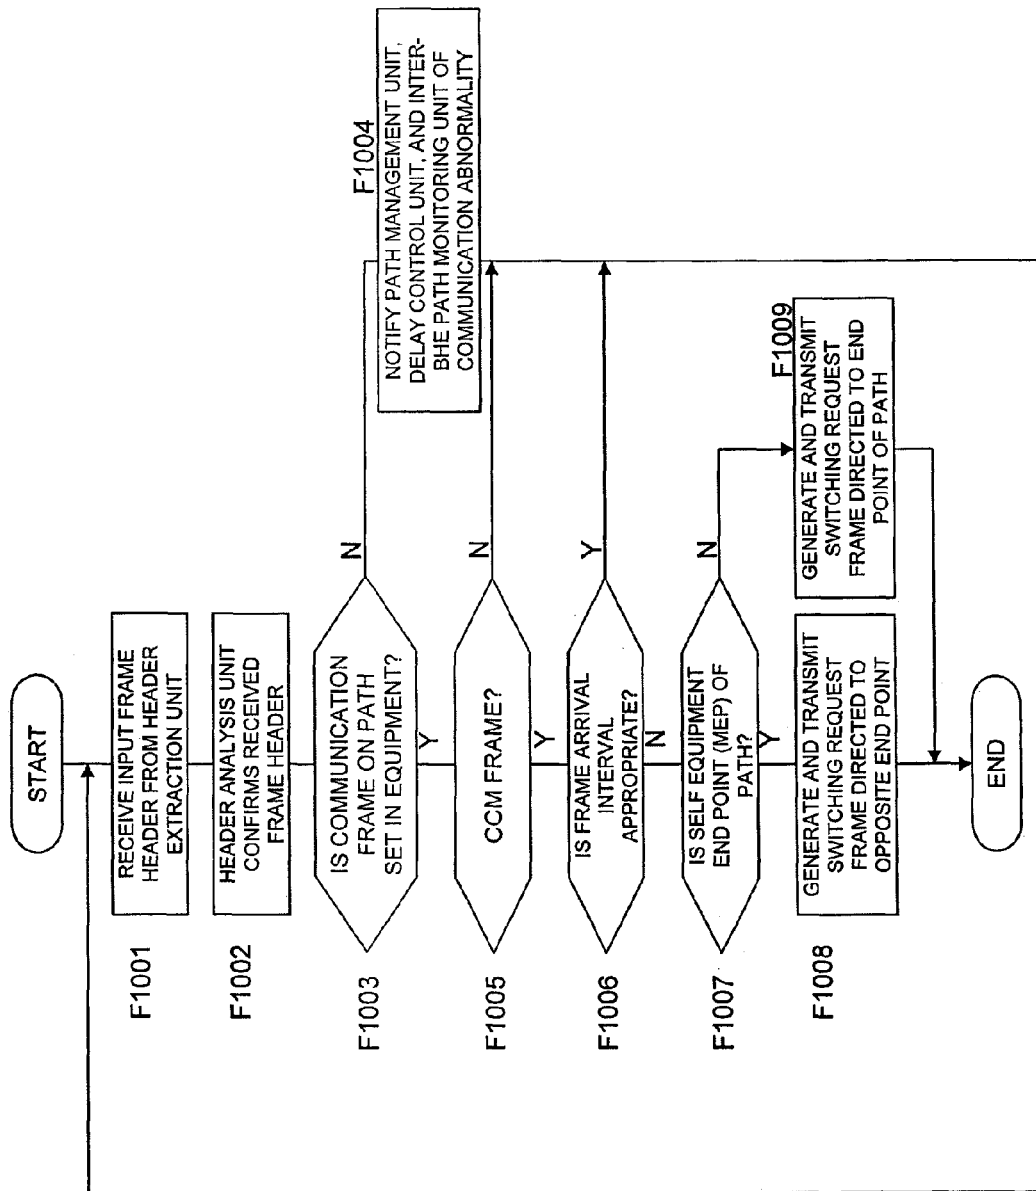 START
F1001
RECEIVE INPUT FRAME
HEADER FROM HEADER
EXTRACTION UNIT
F1002
HEADER ANALYSIS UNIT
CONFIRMS RECEIVED
FRAME HEADER
F1003
IS COMMUNICATION
FRAME ON PATH
SET IN EQUIPMENT?
N
Y
F1004
NOTIFY PATH MANAGEMENT UNIT,
DELAY CONTROL UNIT, AND INTER-
BHE PATH MONITORING UNIT OF
COMMUNICATION ABNORMALITY
F1005
CCM FRAME?
N
Y
F1006
IS FRAME ARRIVAL
INTERVAL
APPROPRIATE?
Y
N
F1007
IS SELF EQUIPMENT
END POINT (MEP) OF
PATH?
N
Y
F1008
GENERATE AND TRANSMIT
SWITCHING REQUEST
FRAME DIRECTED TO
OPPOSITE END POINT
F1009
GENERATE AND TRANSMIT
SWITCHING REQUEST
FRAME DIRECTED TO END
POINT OF PATH
END